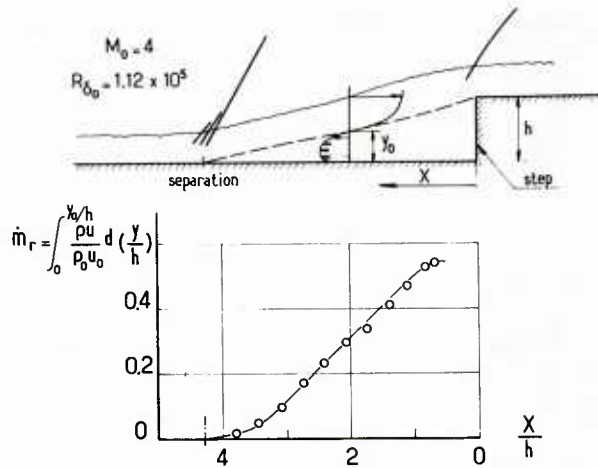 M₀ = 4
R_δ₀ = 1.12 x 10⁵
h
y₀
ṁ
separation
X
step
ṁᵣ = ∫₀^{y₀/h} ρu/ρ₀u₀ d(y/h)
0.4
0.2
0
4
2
0
X/h